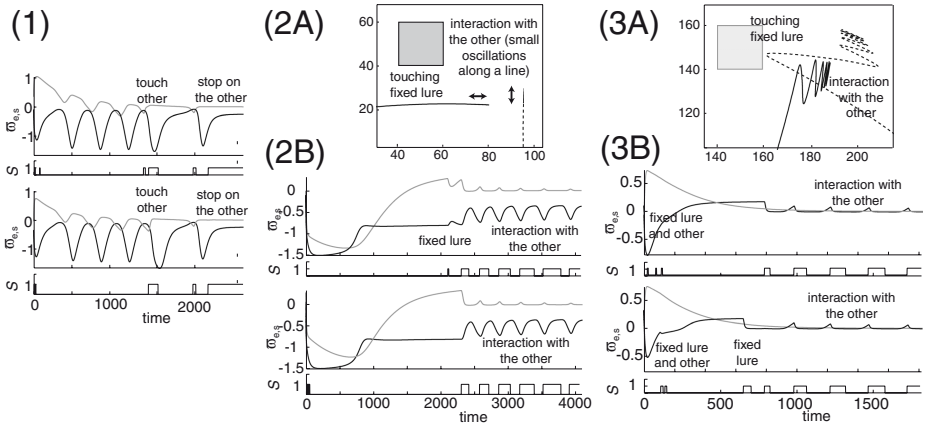 (1)
touch stop on
other the other
ϖe,s
0
-1
S 1
touch stop on
other the other
ϖe,s
0
-1
S 1
0 1000 2000
time
(2A)
60
40
20
interaction with
the other (small
oscillations
along a line)
touching
fixed lure
40 60 80 100
(2B)
ϖe,s
0
-0.5
-1
-1.5
fixed lure
interaction with
the other
S 1
ϖe,s
0
-0.5
-1
-1.5
interaction with
the other
S 1
0 1000 2000 3000 4000
time
(3A)
160
140
120
touching
fixed lure
interaction
with the
other
140 160 180 200
(3B)
ϖe,s
0.5
0
-0.5
fixed lure
and other
interaction with
the other
S 1
ϖe,s
0.5
0
-0.5
interaction with
the other
fixed lure
and other
fixed
lure
S 1
0 500 1000 1500
time